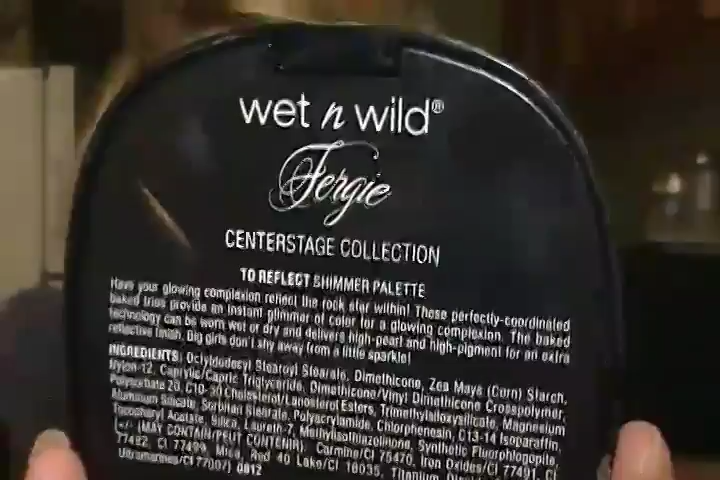 wet n wild®
Fergie
CENTERSTAGE COLLECTION
TO REFLECT SHIMMER PALETTE
Have your glowing complexion reflect the rock star within! These perfectly-coordinated
baked trios provide an instant glimmer of color for a glowing complexion. The baked
technology can be worn wet or dry and delivers high-pearl and high-pigment for an extra
reflective finish. Big girls don't shy away from a little sparkle!
INGREDIENTS: Octyldodecyl Stearoyl Stearate, Dimethicone, Zea Mays (Corn) Starch,
Nylon-12, Caprylic/Capric Triglyceride, Dimethicone/Vinyl Dimethicone Crosspolymer,
Polysorbate 20, C10-30 Cholesterol/Lanosterol Esters, Trimethylsiloxysilicate, Magnesium
Aluminum Silicate, Sorbitan Stearate, Polyacrylamide, Chlorphenesin, C13-14 Isoparaffin,
Tocopheryl Acetate, Silica, Laureth-7, Methylisothiazolinone, Synthetic Fluorphlogopite,
[+/- (MAY CONTAIN/PEUT CONTENIR): Carmine/CI 75470, Iron Oxides/CI 77491, CI
77492, CI 77499, Mica, Red 40 Lake/CI 16035, Titanium
Ultramarines/CI 77007] 0812